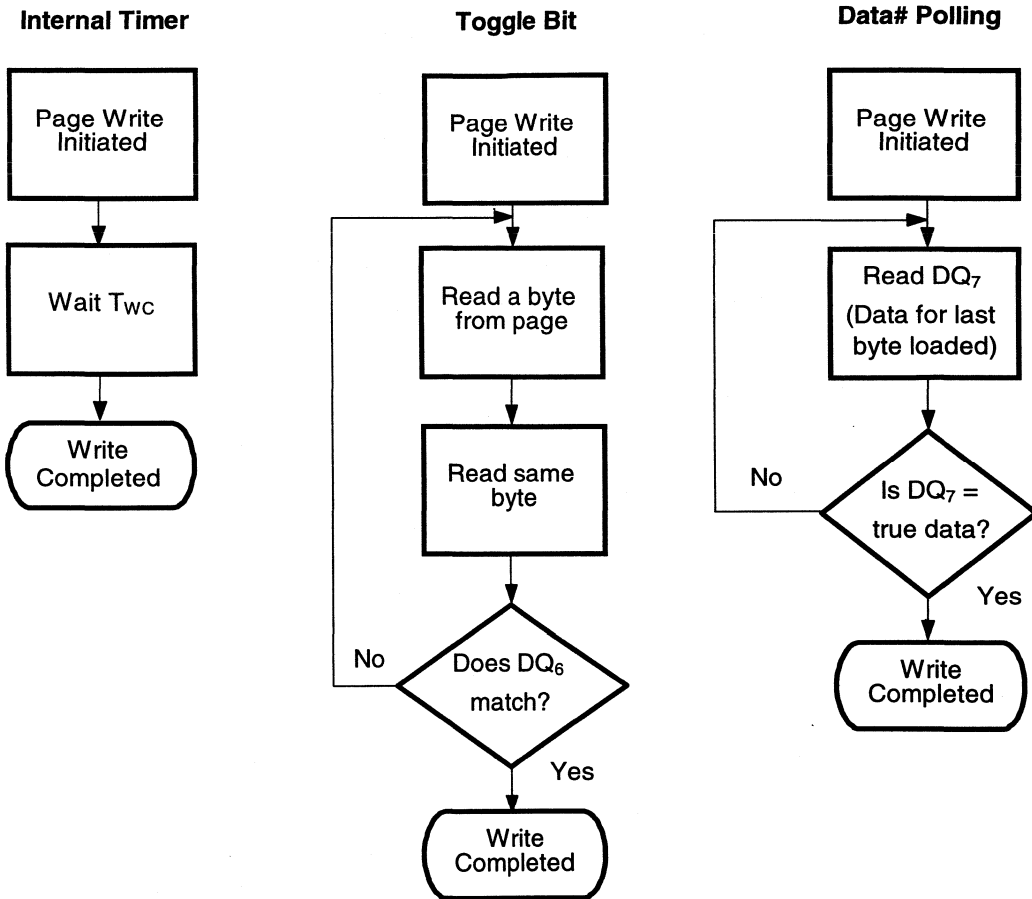 Internal Timer
Page Write
Initiated
Wait TWC
Write
Completed
Toggle Bit
Page Write
Initiated
Read a byte
from page
Read same
byte
Does DQ6
match?
No
Yes
Write
Completed
Data# Polling
Page Write
Initiated
Read DQ7
(Data for last
byte loaded)
Is DQ7 =
true data?
No
Yes
Write
Completed